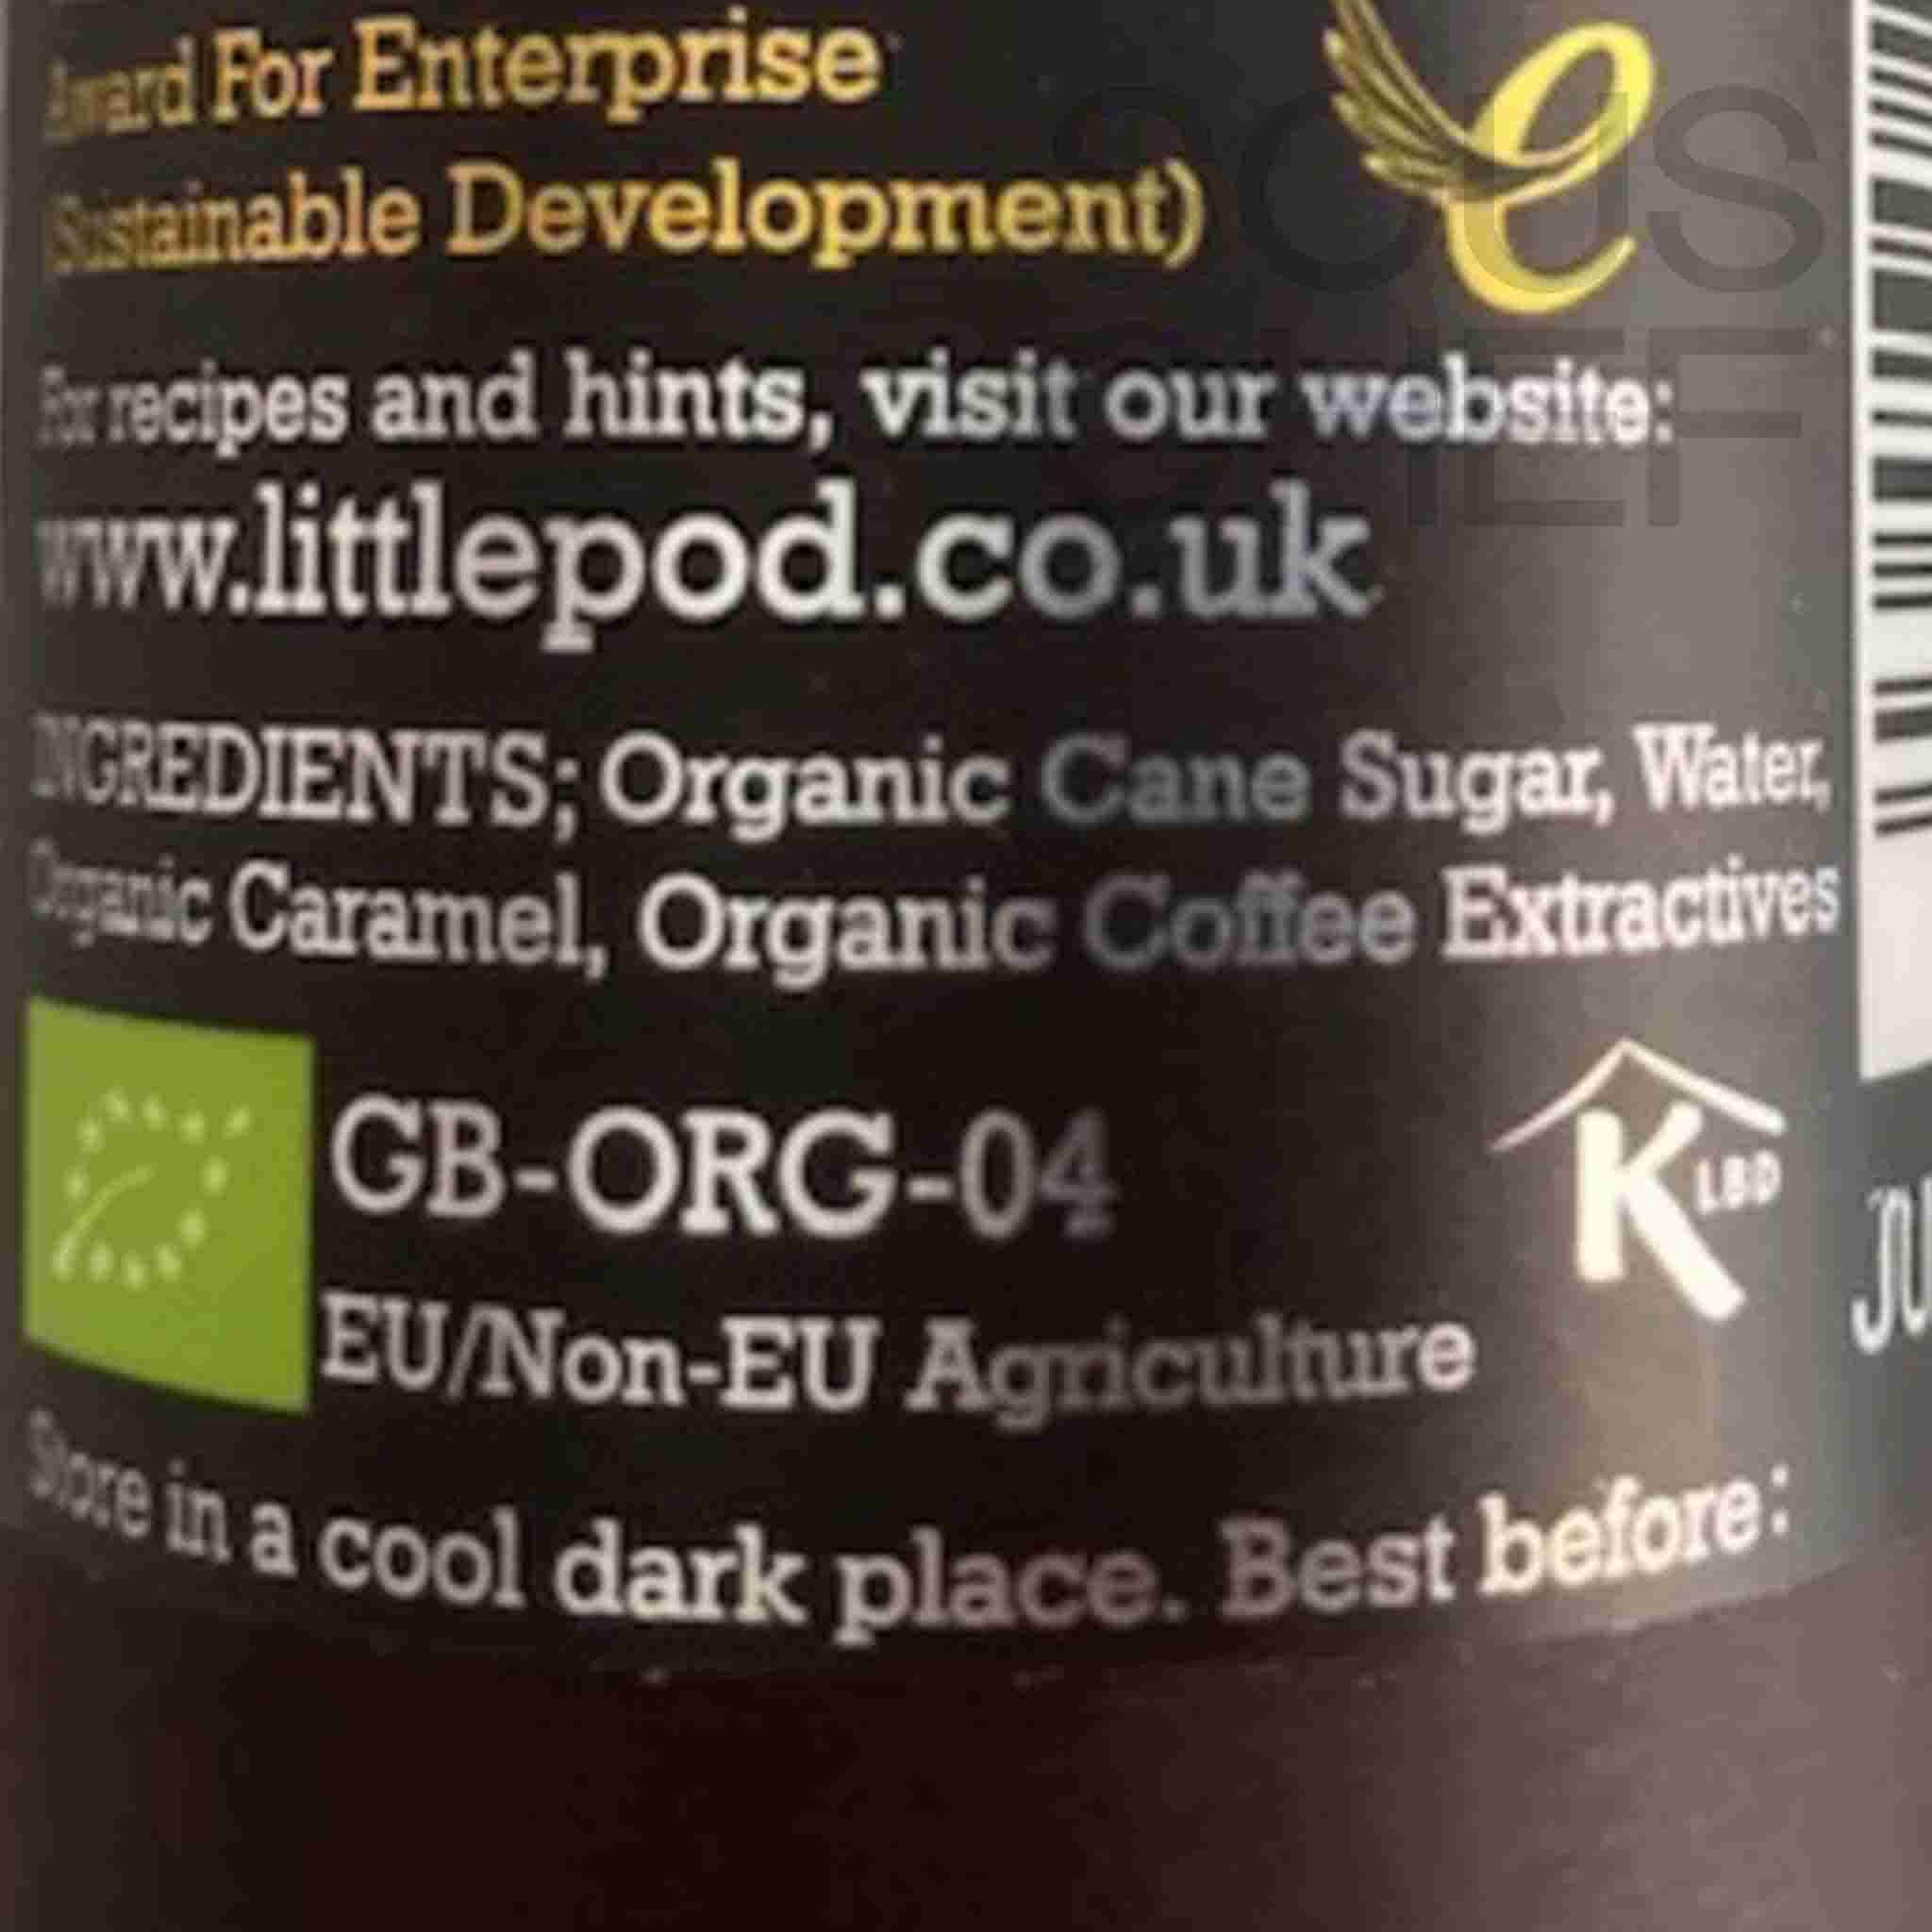 Award For Enterprise
(Sustainable Development)
e
For recipes and hints, visit our website:
www.littlepod.co.uk
INGREDIENTS; Organic Cane Sugar, Water,
Organic Caramel, Organic Coffee Extractives
GB-ORG-04
K LBD
EU/Non-EU Agriculture
Store in a cool dark place. Best before: